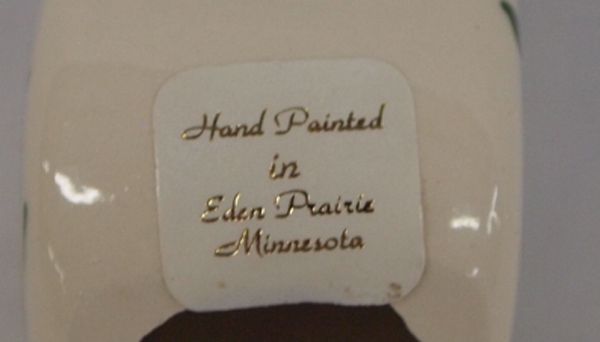 Hand Painted
in
Eden Prairie
Minnesota